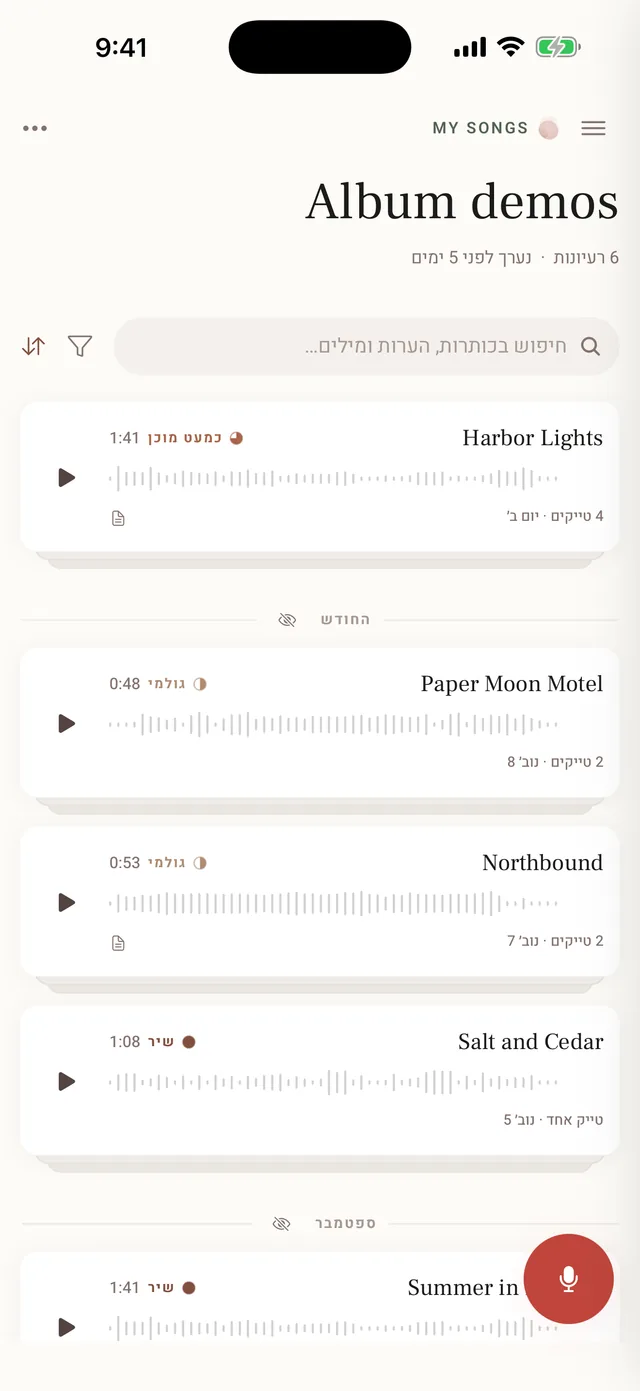 9:41
MY SONGS
Album demos
6 רעיונות · נערך לפני 5 ימים
חיפוש בכותרות, הערות ומילים...
Harbor Lights
כמעט מוכן 1:41
4 טייקים · יום ב׳
החודש
Paper Moon Motel
גולמי 0:48
2 טייקים · נוב׳ 8
Northbound
גולמי 0:53
2 טייקים · נוב׳ 7
Salt and Cedar
שיר 1:08
טייק אחד · נוב׳ 5
ספטמבר
Summer in
שיר 1:41